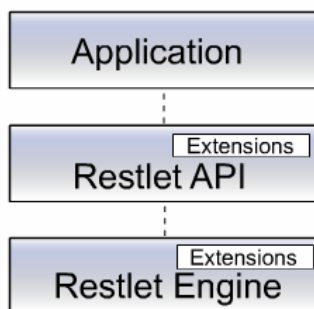 Application
Extensions
Restlet API
Extensions
Restlet Engine